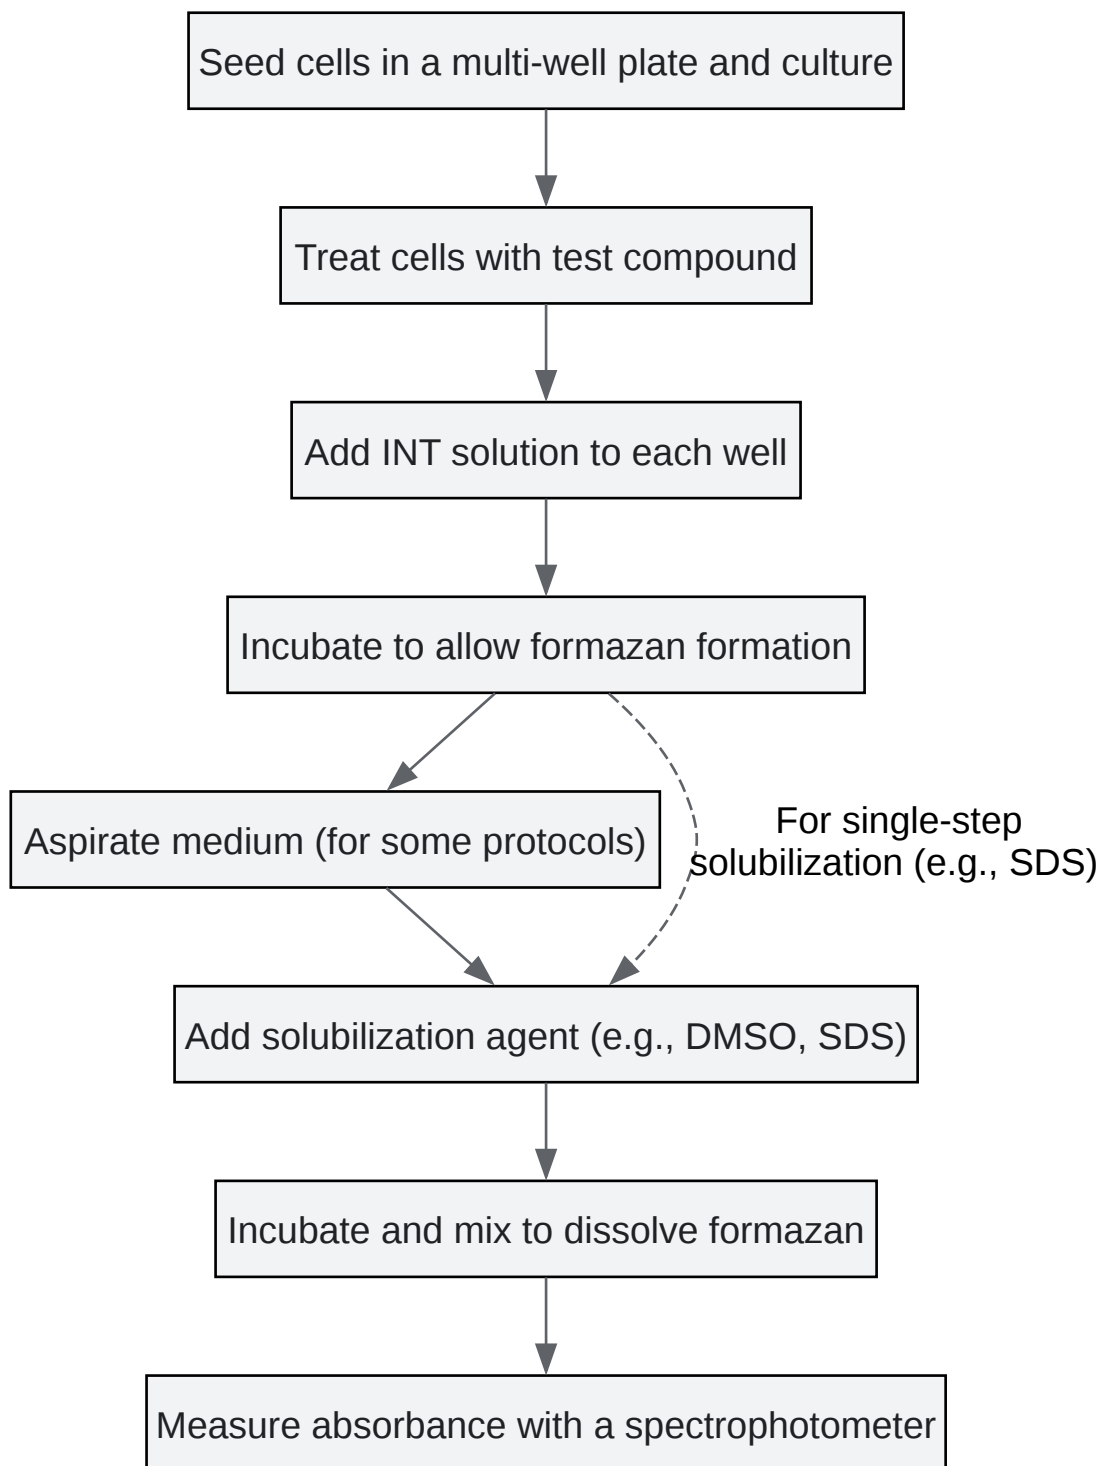 Seed cells in a multi-well plate and culture
Treat cells with test compound
Add INT solution to each well
Incubate to allow formazan formation
Aspirate medium (for some protocols)
For single-step
solubilization (e.g., SDS)
Add solubilization agent (e.g., DMSO, SDS)
Incubate and mix to dissolve formazan
Measure absorbance with a spectrophotometer